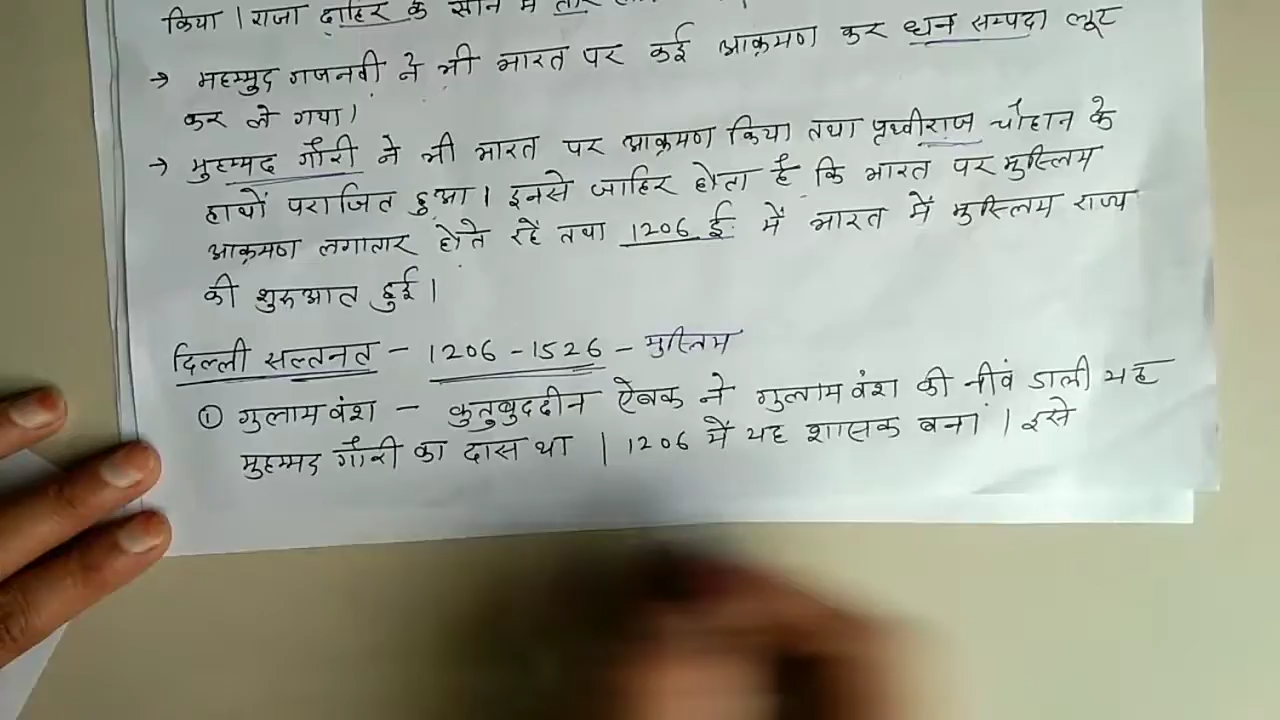 किया । राजा दाहिर के सीने में तीर
→ महम्मुद गजनवी ने भी भारत पर कई आक्रमण कर धन सम्पदा लूट
कर ले गया।
→ मुहम्मद गौरी ने भी भारत पर आक्रमण किया तथा पृथ्वीराज चौहान के
हाथों पराजित हुआ। इनसे जाहिर होता है कि भारत पर मुस्लिम
आक्रमण लगातार होते रहें तथा 1206 ई. में भारत में मुस्लिम राज्य
की शुरुआत हुई।
दिल्ली सल्तनत - 1206 - 1526 - मुस्लिम
① गुलाम वंश - कुतुबुददीन ऐबक ने गुलाम वंश की नीवं डाली यह
मुहम्मद गौरी का दास था | 1206 में यह शासक बना । इसे